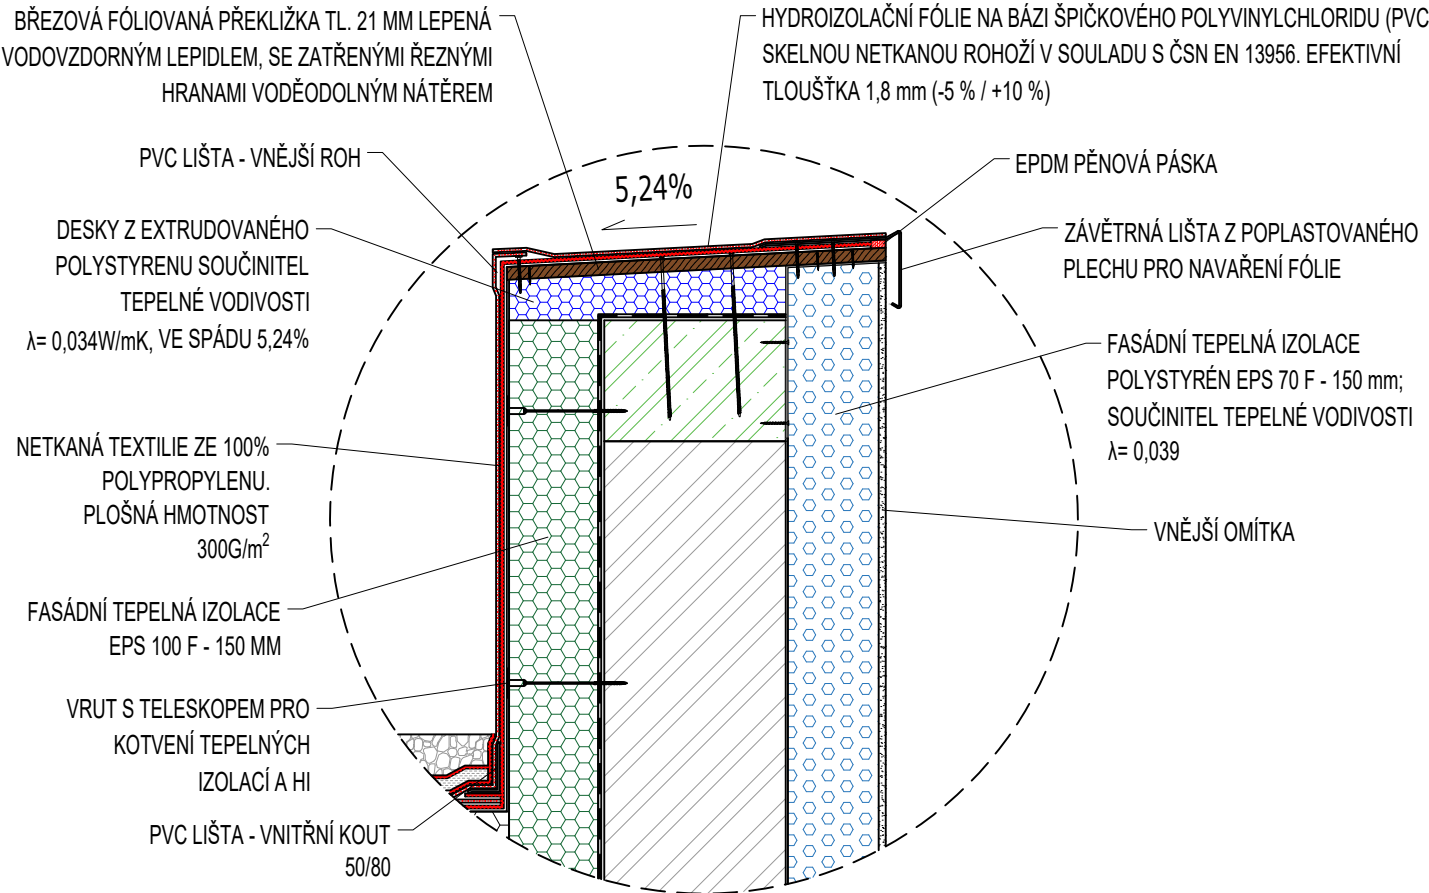 BŘEZOVÁ FÓLIOVANÁ PŘEKLIŽKA TL. 21 MM LEPENÁ
VODOVZDORNÝM LEPIDLEM, SE ZATŘENÝMI ŘEZNÝMI
HRANAMI VODĚODOLNÝM NÁTĚREM
HYDROIZOLAČNÍ FÓLIE NA BÁZI ŠPIČKOVÉHO POLYVINYLCHLORIDU (PVC
SKELNOU NETKANOU ROHOŽÍ V SOULADU S ČSN EN 13956. EFEKTIVNÍ
TLOUŠŤKA 1,8 mm (-5 % / +10 %)
PVC LIŠTA - VNĚJŠÍ ROH
EPDM PĚNOVÁ PÁSKA
5,24%
DESKY Z EXTRUDOVANÉHO
POLYSTYRENU SOUČINITEL
TEPELNÉ VODIVOSTI
λ= 0,034W/mK, VE SPÁDU 5,24%
ZÁVĚTRNÁ LIŠTA Z POPLASTOVANÉHO
PLECHU PRO NAVAŘENÍ FÓLIE
FASÁDNÍ TEPELNÁ IZOLACE
POLYSTYRÉN EPS 70 F - 150 mm;
SOUČINITEL TEPELNÉ VODIVOSTI
λ= 0,039
NETKANÁ TEXTILIE ZE 100%
POLYPROPYLENU.
PLOŠNÁ HMOTNOST
300G/m²
VNĚJŠÍ OMÍTKA
FASÁDNÍ TEPELNÁ IZOLACE
EPS 100 F - 150 MM
VRUT S TELESKOPEM PRO
KOTVENÍ TEPELNÝCH
IZOLACÍ A HI
PVC LIŠTA - VNITŘNÍ KOUT
50/80